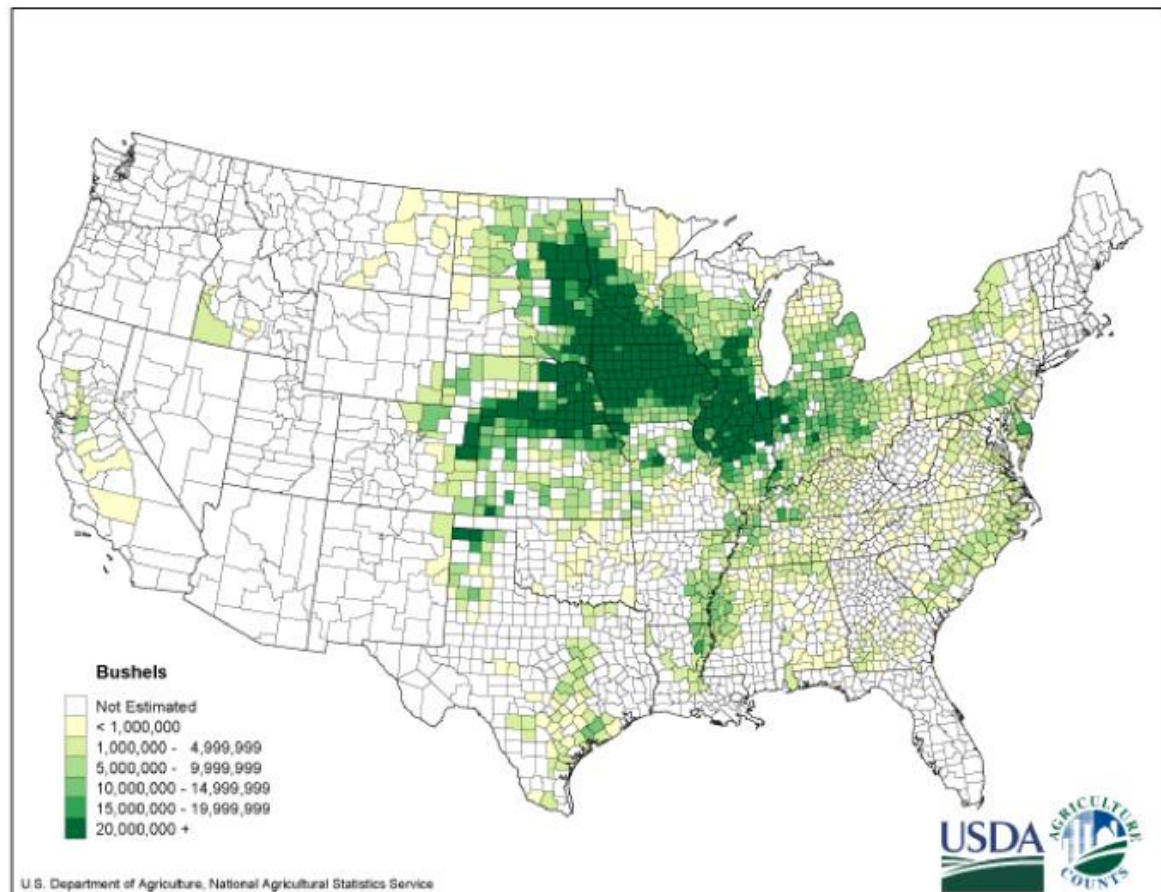 Bushels
Not Estimated
< 1,000,000
1,000,000 - 4,999,999
5,000,000 - 9,999,999
10,000,000 - 14,999,999
15,000,000 - 19,999,999
20,000,000 +
USDA
AGRICULTURE
COUNTS
U.S. Department of Agriculture, National Agricultural Statistics Service